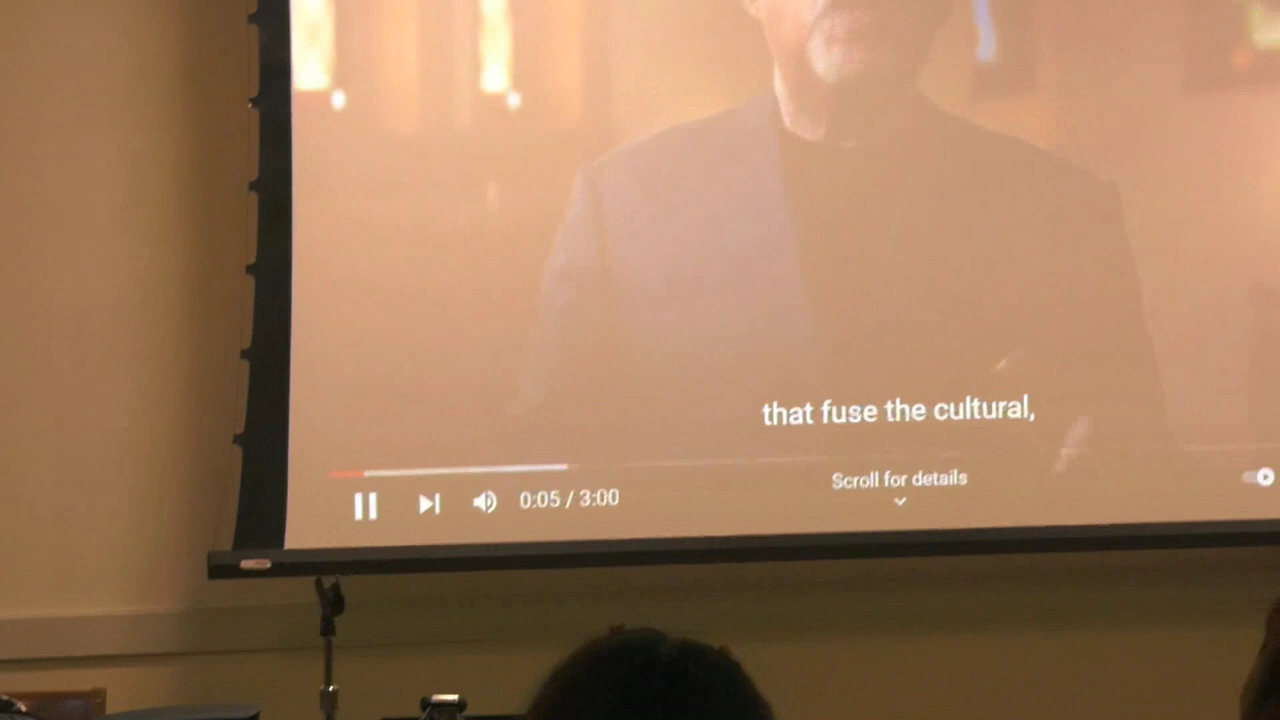 that fuse the cultural,
Scroll for details
0:05 / 3:00